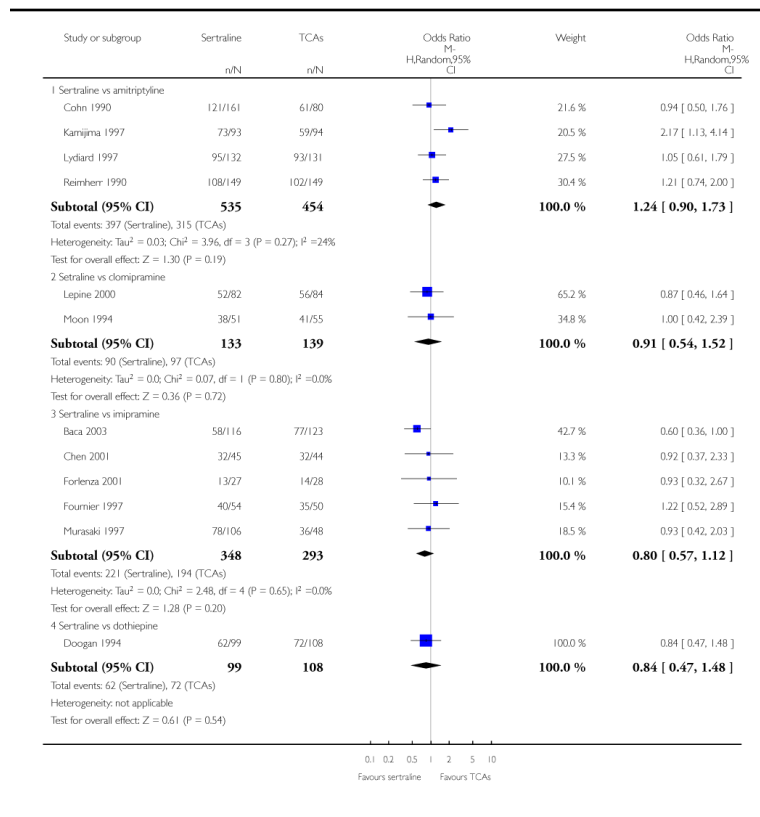 Study or subgroup Sertraline TCAs Odds Ratio Weight Odds Ratio
M- M-
H,Random,95% H,Random,95%
n/N n/N CI CI
1 Sertraline vs amitriptyline
Cohn 1990 121/161 61/80 21.6 % 0.94 [ 0.50, 1.76 ]
Kamijima 1997 73/93 59/94 20.5 % 2.17 [ 1.13, 4.14 ]
Lydiard 1997 95/132 93/131 27.5 % 1.05 [ 0.61, 1.79 ]
Reimherr 1990 108/149 102/149 30.4 % 1.21 [ 0.74, 2.00 ]
Subtotal (95% CI) 535 454 100.0 % 1.24 [ 0.90, 1.73 ]
Total events: 397 (Sertraline), 315 (TCAs)
Heterogeneity: Tau² = 0.03; Chi² = 3.96, df = 3 (P = 0.27); I² =24%
Test for overall effect: Z = 1.30 (P = 0.19)
2 Setraline vs clomipramine
Lepine 2000 52/82 56/84 65.2 % 0.87 [ 0.46, 1.64 ]
Moon 1994 38/51 41/55 34.8 % 1.00 [ 0.42, 2.39 ]
Subtotal (95% CI) 133 139 100.0 % 0.91 [ 0.54, 1.52 ]
Total events: 90 (Sertraline), 97 (TCAs)
Heterogeneity: Tau² = 0.0; Chi² = 0.07, df = 1 (P = 0.80); I² =0.0%
Test for overall effect: Z = 0.36 (P = 0.72)
3 Sertraline vs imipramine
Baca 2003 58/116 77/123 42.7 % 0.60 [ 0.36, 1.00 ]
Chen 2001 32/45 32/44 13.3 % 0.92 [ 0.37, 2.33 ]
Forlenza 2001 13/27 14/28 10.1 % 0.93 [ 0.32, 2.67 ]
Fournier 1997 40/54 35/50 15.4 % 1.22 [ 0.52, 2.89 ]
Murasaki 1997 78/106 36/48 18.5 % 0.93 [ 0.42, 2.03 ]
Subtotal (95% CI) 348 293 100.0 % 0.80 [ 0.57, 1.12 ]
Total events: 221 (Sertraline), 194 (TCAs)
Heterogeneity: Tau² = 0.0; Chi² = 2.48, df = 4 (P = 0.65); I² =0.0%
Test for overall effect: Z = 1.28 (P = 0.20)
4 Sertraline vs dothiepine
Doogan 1994 62/99 72/108 100.0 % 0.84 [ 0.47, 1.48 ]
Subtotal (95% CI) 99 108 100.0 % 0.84 [ 0.47, 1.48 ]
Total events: 62 (Sertraline), 72 (TCAs)
Heterogeneity: not applicable
Test for overall effect: Z = 0.61 (P = 0.54)
0.1 0.2 0.5 1 2 5 10
Favours sertraline Favours TCAs